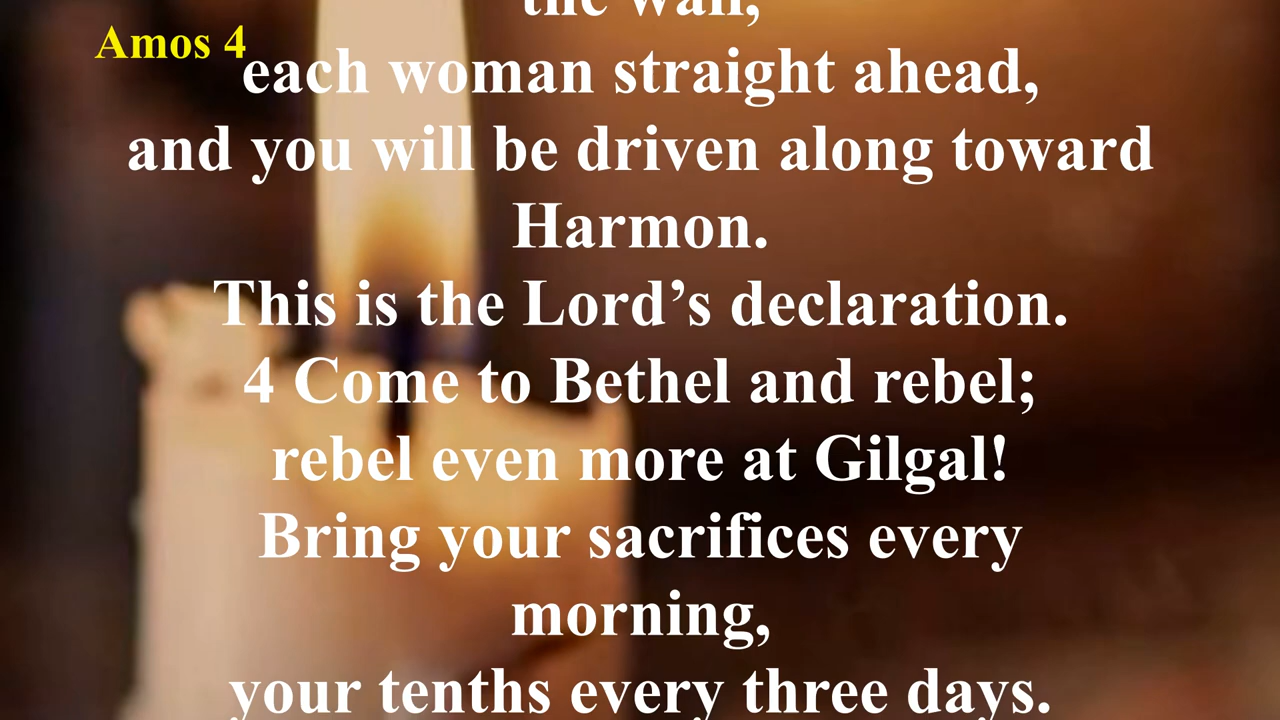 the wall,
Amos 4
each woman straight ahead,
and you will be driven along toward
Harmon.
This is the Lord’s declaration.
4 Come to Bethel and rebel;
rebel even more at Gilgal!
Bring your sacrifices every
morning,
your tenths every three days.